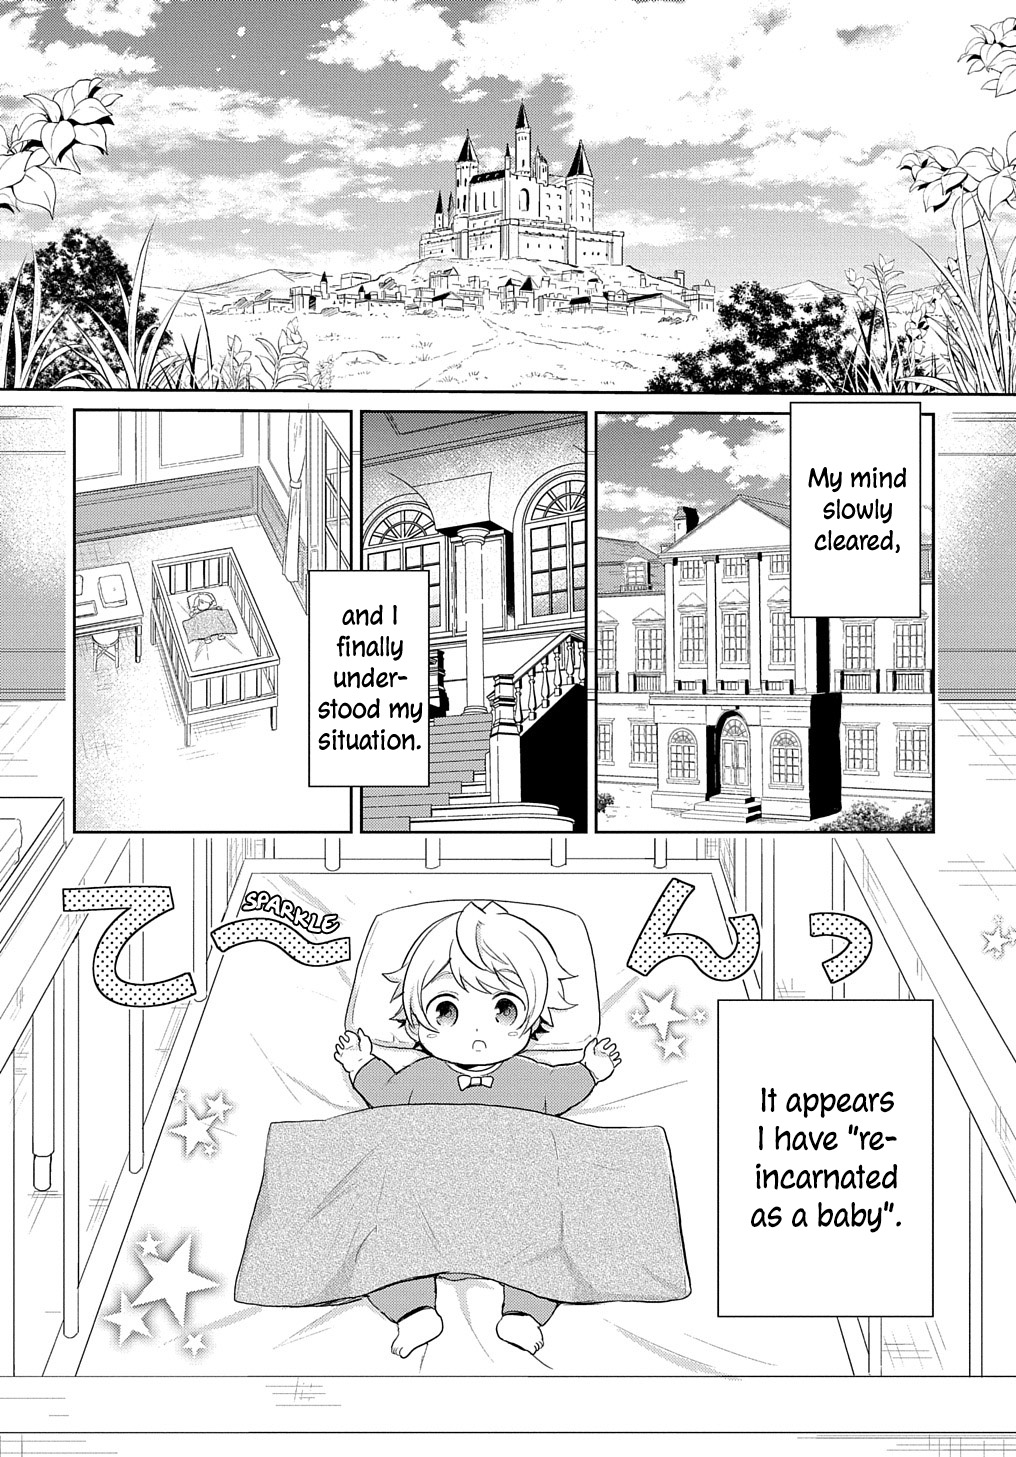 My mind
slowly
cleared,
and I
finally
under-
stood my
situation.
て〜んっ
SPARKLE
It appears
I have "re-
incarnated
as a baby".